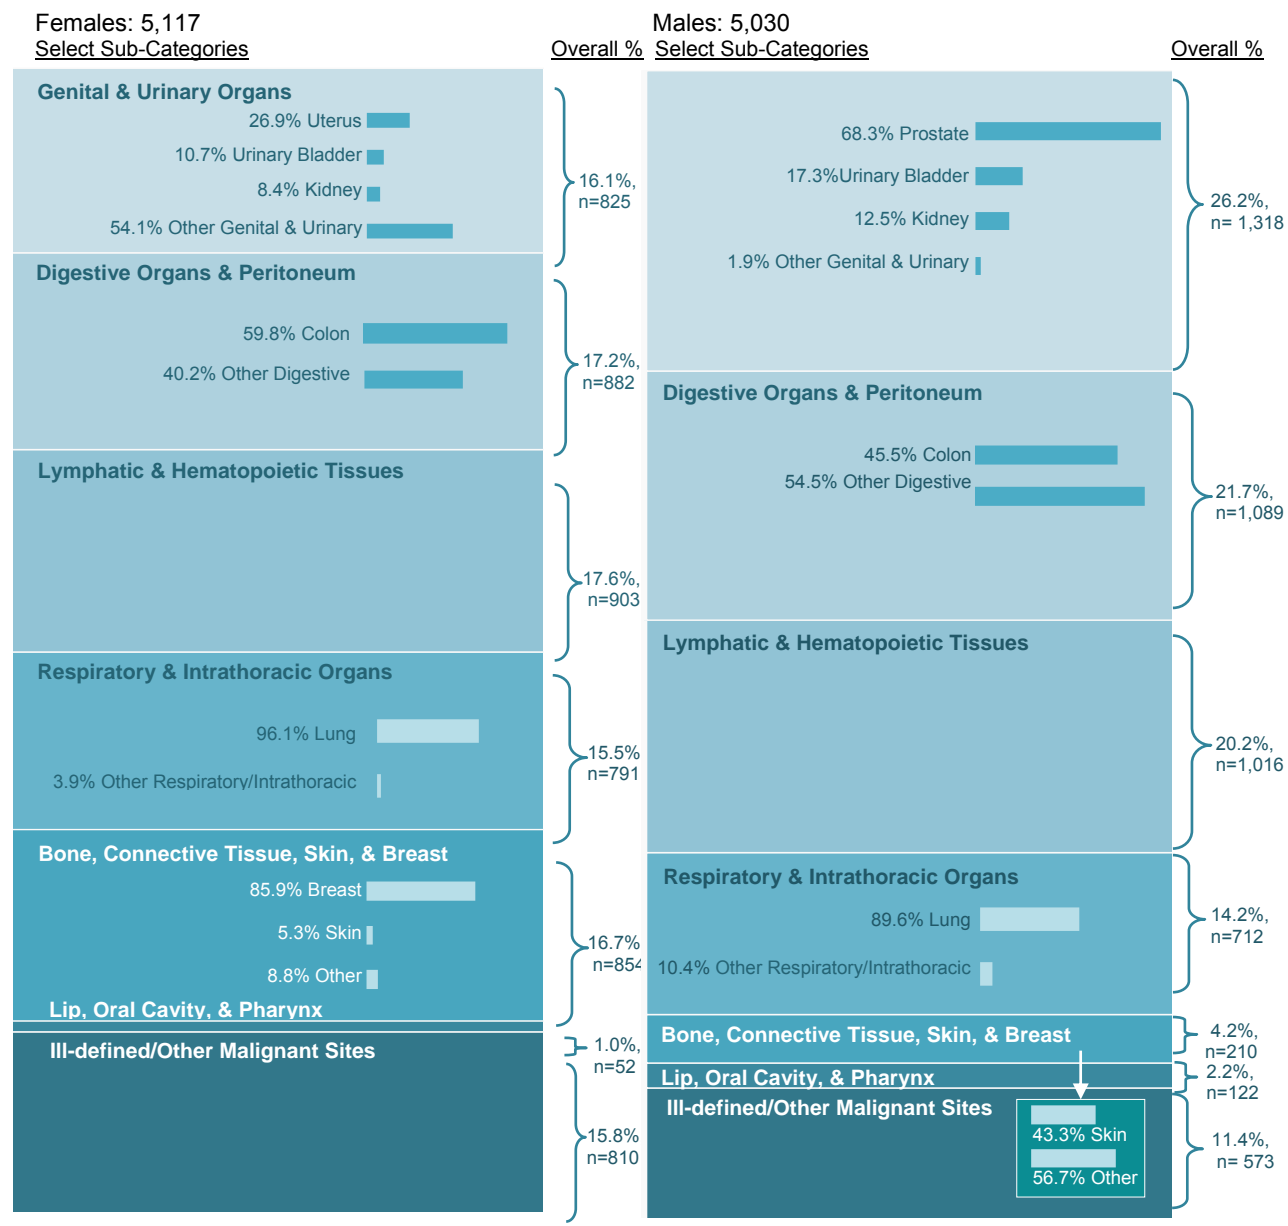 Females: 5,117
Select Sub-Categories
Overall %
Genital & Urinary Organs
26.9% Uterus
10.7% Urinary Bladder
8.4% Kidney
54.1% Other Genital & Urinary
16.1%,
n=825
Digestive Organs & Peritoneum
59.8% Colon
40.2% Other Digestive
17.2%,
n=882
Lymphatic & Hematopoietic Tissues
17.6%,
n=903
Respiratory & Intrathoracic Organs
96.1% Lung
3.9% Other Respiratory/Intrathoracic
15.5%
n=791
Bone, Connective Tissue, Skin, & Breast
85.9% Breast
5.3% Skin
8.8% Other
16.7%
n=854
Lip, Oral Cavity, & Pharynx
1.0%,
n=52
Ill-defined/Other Malignant Sites
15.8%
n=810
Males: 5,030
Select Sub-Categories
Overall %
68.3% Prostate
17.3%Urinary Bladder
12.5% Kidney
1.9% Other Genital & Urinary
26.2%,
n= 1,318
Digestive Organs & Peritoneum
45.5% Colon
54.5% Other Digestive
21.7%,
n=1,089
Lymphatic & Hematopoietic Tissues
20.2%,
n=1,016
Respiratory & Intrathoracic Organs
89.6% Lung
10.4% Other Respiratory/Intrathoracic
14.2%,
n=712
Bone, Connective Tissue, Skin, & Breast
4.2%,
n=210
Lip, Oral Cavity, & Pharynx
2.2%,
n=122
Ill-defined/Other Malignant Sites
43.3% Skin
56.7% Other
11.4%,
n= 573